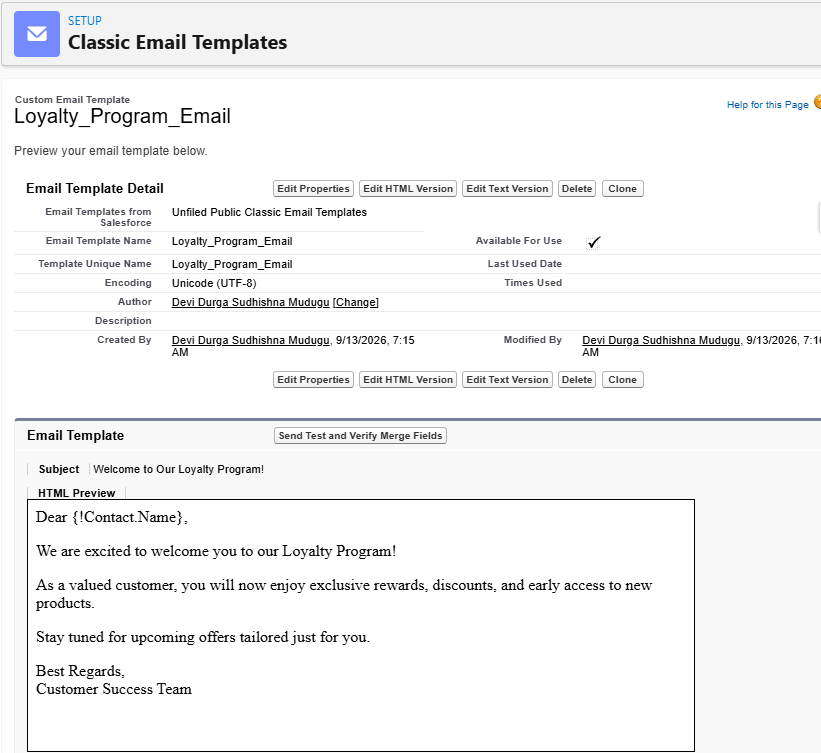 SETUP
Classic Email Templates
Custom Email Template
Loyalty_Program_Email
Help for this Page
Preview your email template below.
Email Template Detail
Edit Properties Edit HTML Version Edit Text Version Delete Clone
Email Templates from Salesforce Unfiled Public Classic Email Templates
Email Template Name Loyalty_Program_Email Available For Use
Template Unique Name Loyalty_Program_Email Last Used Date
Encoding Unicode (UTF-8) Times Used
Author Devi Durga Sudhishna Mudugu [Change]
Description
Created By Devi Durga Sudhishna Mudugu, 9/13/2026, 7:15 AM Modified By Devi Durga Sudhishna Mudugu, 9/13/2026, AM
Edit Properties Edit HTML Version Edit Text Version Delete Clone
Email Template Send Test and Verify Merge Fields
Subject Welcome to Our Loyalty Program!
HTML Preview
Dear {!Contact.Name},
We are excited to welcome you to our Loyalty Program!
As a valued customer, you will now enjoy exclusive rewards, discounts, and early access to new
products.
Stay tuned for upcoming offers tailored just for you.
Best Regards,
Customer Success Team